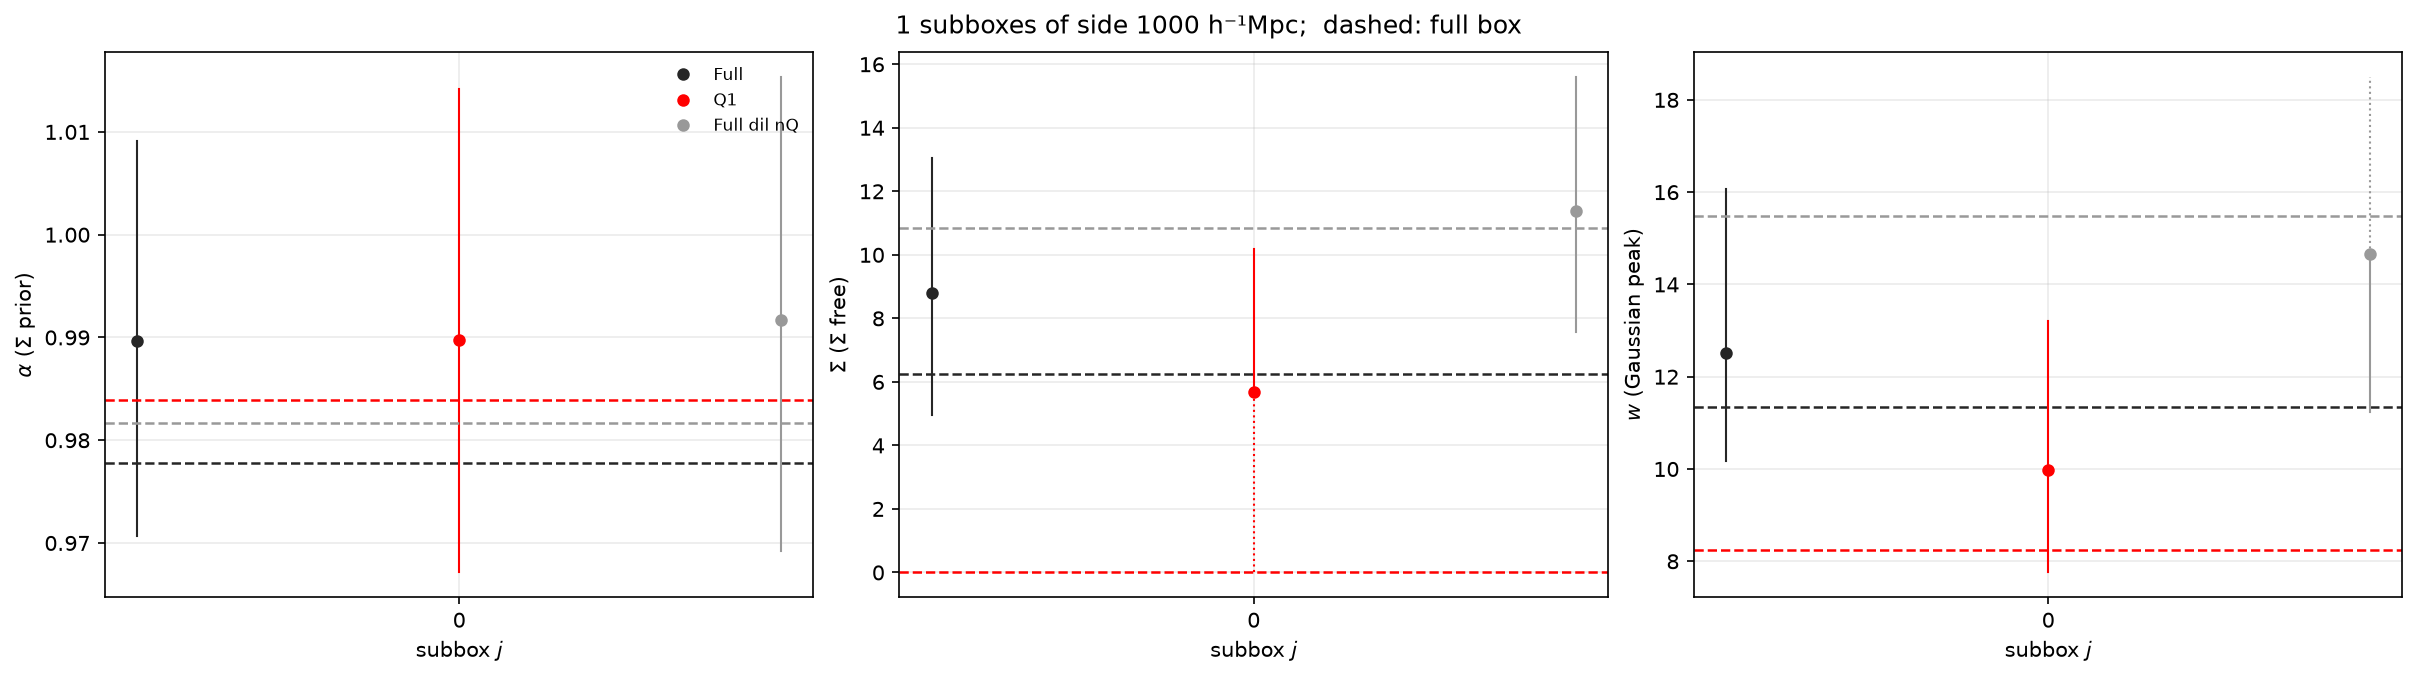 1 subboxes of side 1000 h⁻¹Mpc;  dashed: full box
α (Σ prior)
1.01
1.00
0.99
0.98
0.97
Full
Q1
Full dil nQ
0
subbox j
Σ (Σ free)
16
14
12
10
8
6
4
2
0
0
subbox j
w (Gaussian peak)
18
16
14
12
10
8
0
subbox j